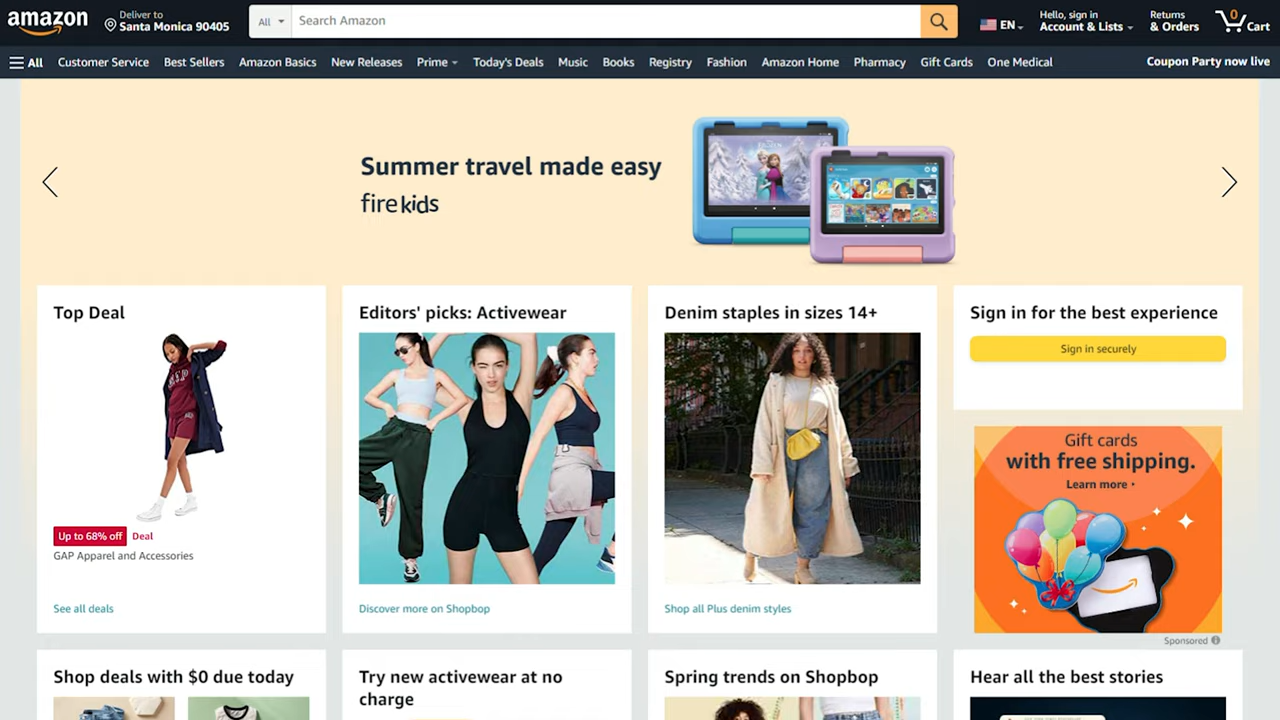 amazon
Deliver to
Santa Monica 90405
All
Search Amazon
EN
Hello, sign in
Account & Lists
Returns
& Orders
0
Cart
All
Customer Service
Best Sellers
Amazon Basics
New Releases
Prime
Today's Deals
Music
Books
Registry
Fashion
Amazon Home
Pharmacy
Gift Cards
One Medical
Coupon Party now live
Summer travel made easy
fire kids
Top Deal
Up to 68% off Deal
GAP Apparel and Accessories
See all deals
Editors' picks: Activewear
Discover more on Shopbop
Denim staples in sizes 14+
Shop all Plus denim styles
Sign in for the best experience
Sign in securely
Gift cards
with free shipping.
Learn more
Sponsored
Shop deals with $0 due today
Try new activewear at no
charge
Spring trends on Shopbop
Hear all the best stories